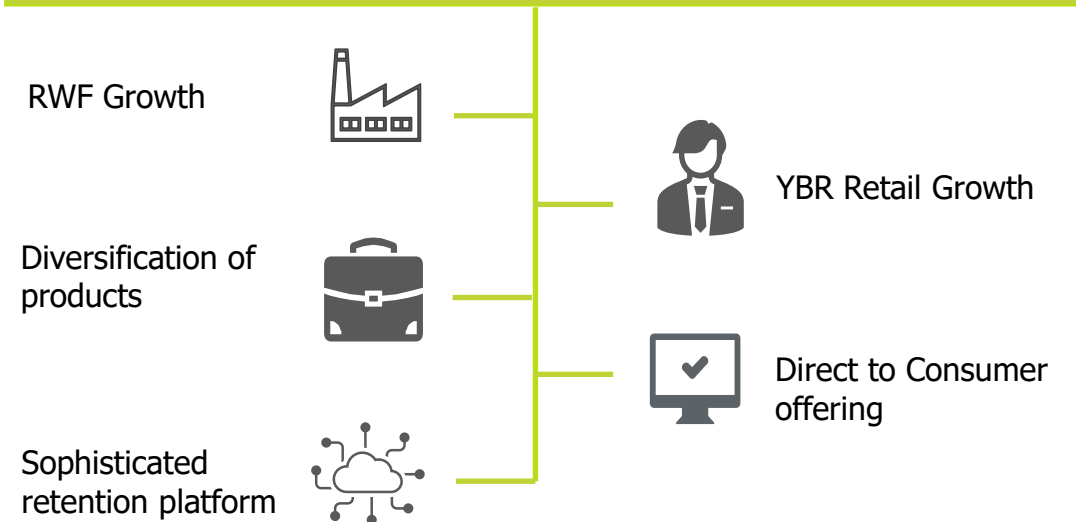 RWF Growth
YBR Retail Growth
Diversification of
products
Direct to Consumer
offering
Sophisticated
retention platform